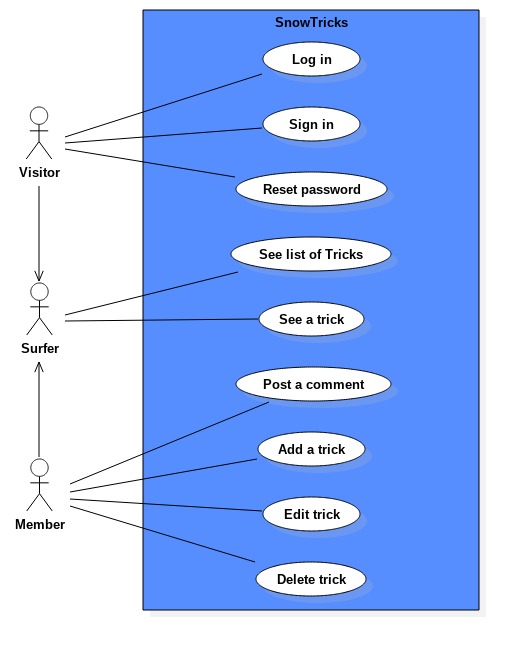 SnowTricks
Log in
Sign in
Reset password
See list of Tricks
See a trick
Post a comment
Add a trick
Edit trick
Delete trick
Visitor
Surfer
Member